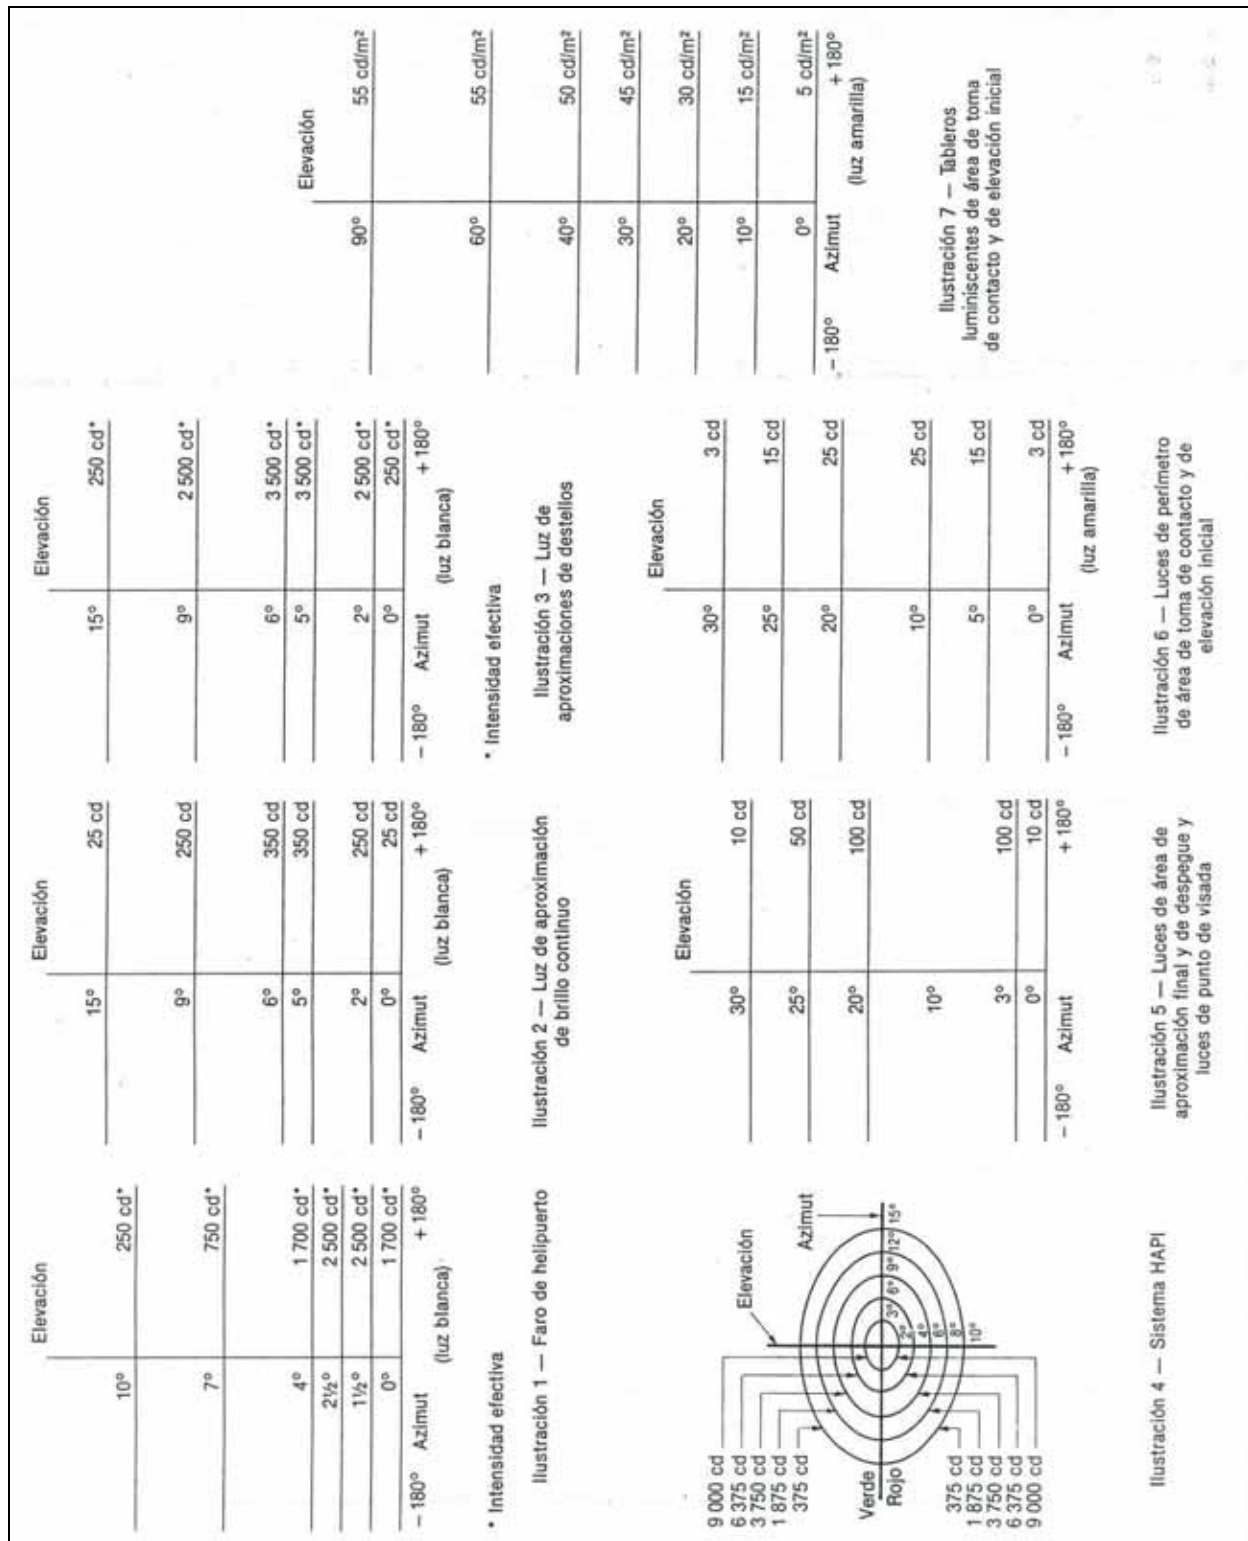 Elevación
10° 250 cd*
7° 750 cd*
4° 1 700 cd*
2½° 2 500 cd*
1½° 2 500 cd*
0° 1 700 cd*
– 180° Azimut + 180°
(luz blanca)
* Intensidad efectiva
Ilustración 1 — Faro de helipuerto
Elevación
15° 25 cd
9° 250 cd
6° 350 cd
5° 350 cd
2° 250 cd
0° 25 cd
– 180° Azimut + 180°
(luz blanca)
Ilustración 2 — Luz de aproximación
de brillo continuo
Elevación
15° 250 cd*
9° 2 500 cd*
6° 3 500 cd*
5° 3 500 cd*
2° 2 500 cd*
0° 250 cd*
– 180° Azimut + 180°
(luz blanca)
* Intensidad efectiva
Ilustración 3 — Luz de
aproximaciones de destellos
Elevación
Azimut
9 000 cd
6 375 cd
3 750 cd
1 875 cd
375 cd
3° 6° 9° 12° 15°
2° 4° 6° 8° 10°
Verde
Rojo
375 cd
1 875 cd
3 750 cd
6 375 cd
9 000 cd
Ilustración 4 — Sistema HAPI
Elevación
30° 10 cd
25° 50 cd
20° 100 cd
10°
3° 100 cd
0° 10 cd
– 180° Azimut + 180°
Ilustración 5 — Luces de área de
aproximación final y de despegue y
luces de punto de visada
Elevación
30° 3 cd
25° 15 cd
20° 25 cd
10° 25 cd
5° 15 cd
0° 3 cd
– 180° Azimut + 180°
(luz amarilla)
Ilustración 6 — Luces de perímetro
de área de toma de contacto y de
elevación inicial
Elevación
90° 55 cd/m²
60° 55 cd/m²
40° 50 cd/m²
30° 45 cd/m²
20° 30 cd/m²
10° 15 cd/m²
0° 5 cd/m²
– 180° Azimut + 180°
(luz amarilla)
Ilustración 7 — Tableros
luminiscentes de área de toma
de contacto y de elevación inicial